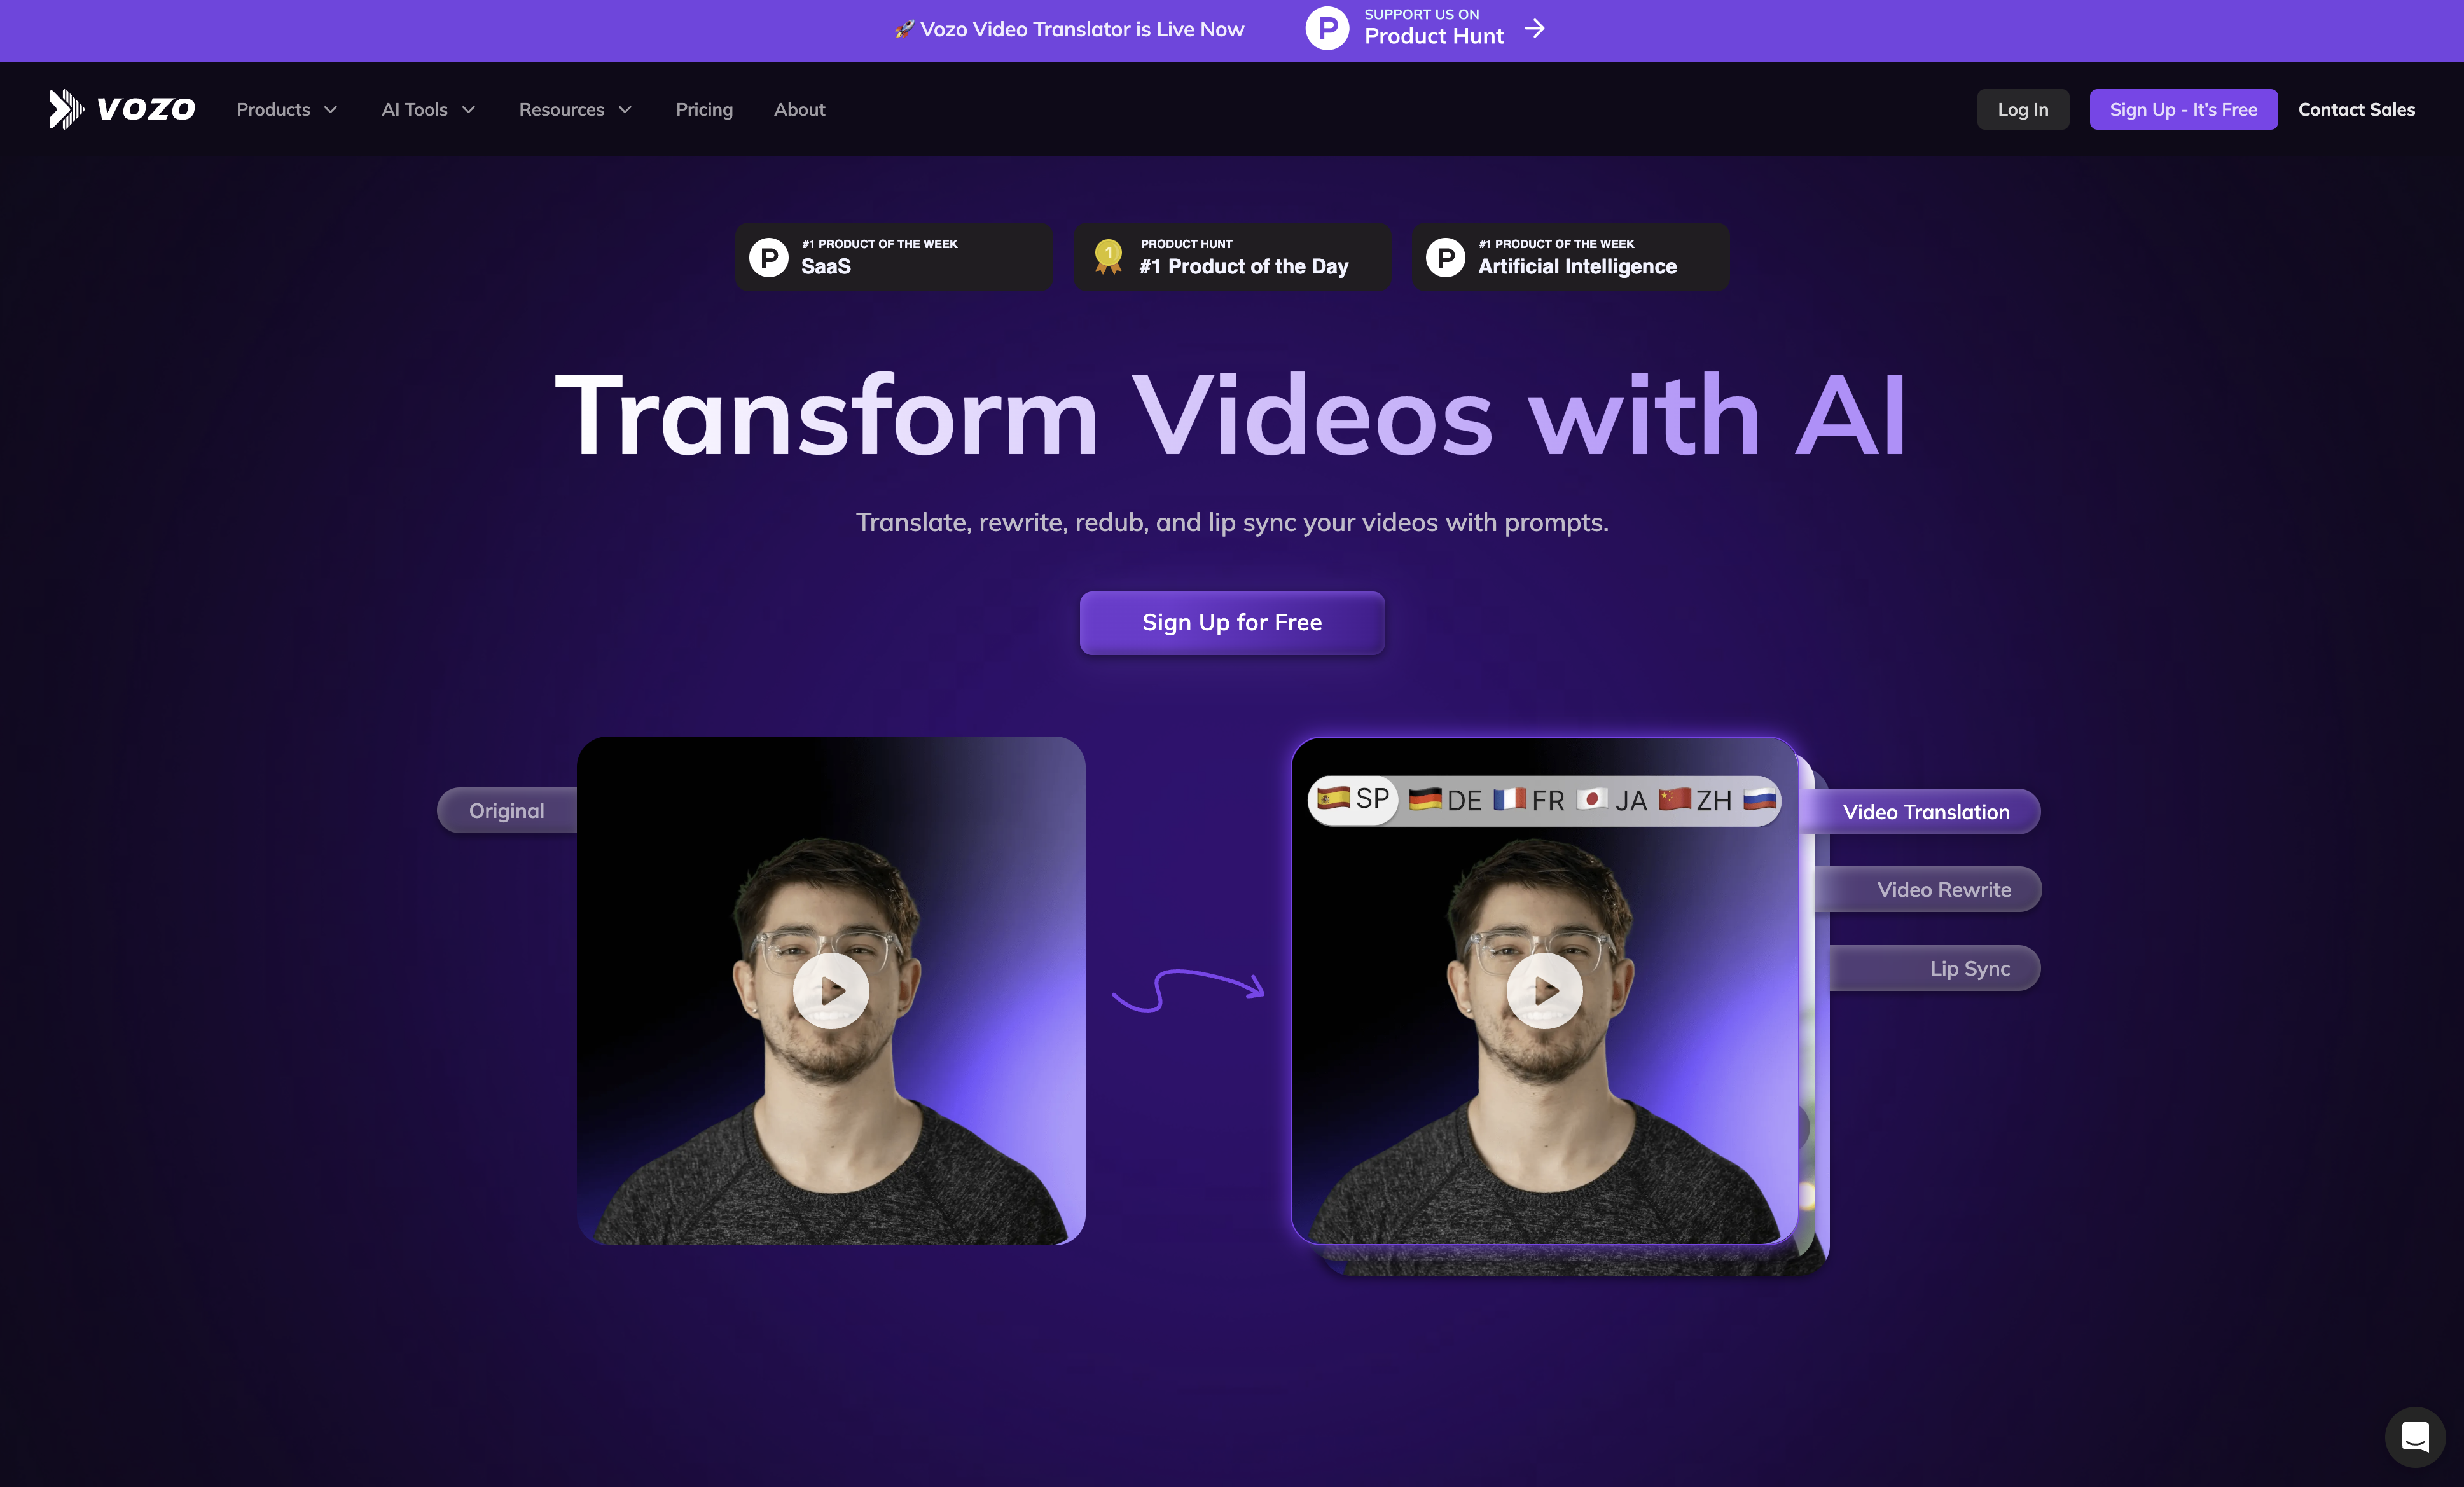 🚀 Vozo Video Translator is Live Now
SUPPORT US ON
Product Hunt
VOZO
Products
AI Tools
Resources
Pricing
About
Log In
Sign Up - It's Free
Contact Sales
#1 PRODUCT OF THE WEEK
SaaS
1
PRODUCT HUNT
#1 Product of the Day
#1 PRODUCT OF THE WEEK
Artificial Intelligence
Transform Videos with AI
Translate, rewrite, redub, and lip sync your videos with prompts.
Sign Up for Free
Original
SP DE FR JA ZH
Video Translation
Video Rewrite
Lip Sync